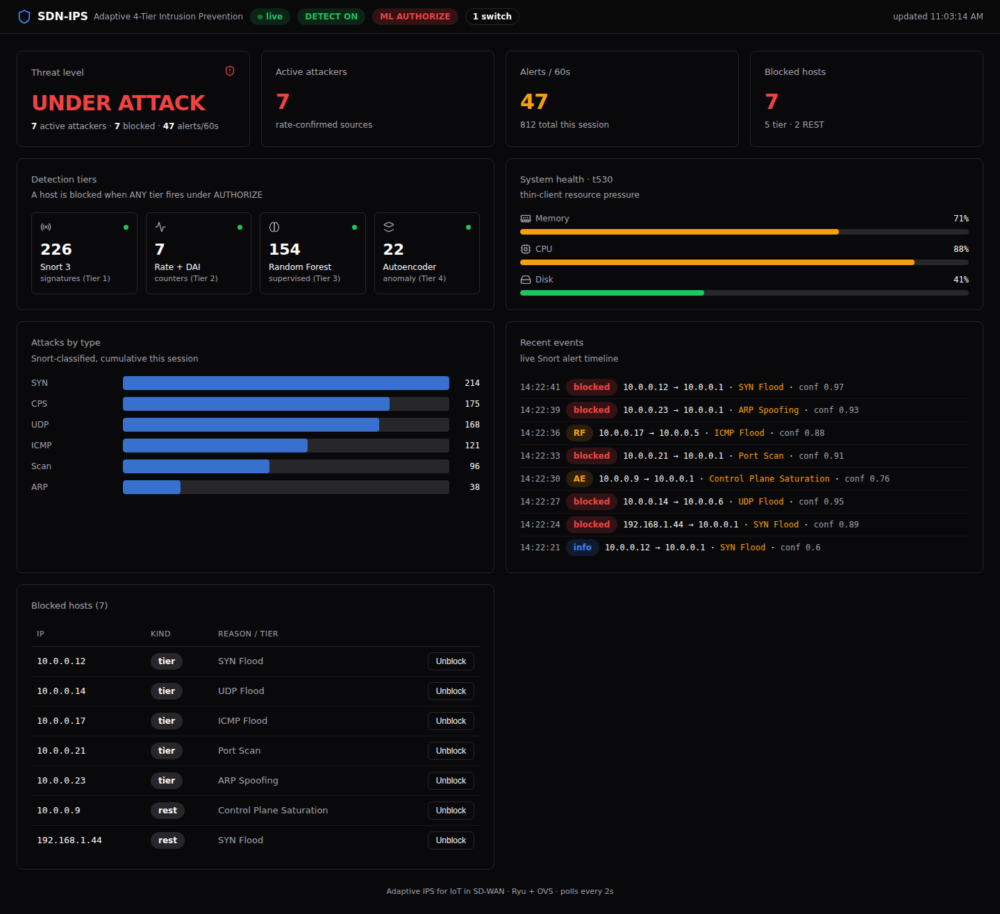 SDN-IPS Adaptive 4-Tier Intrusion Prevention live DETECT ON ML AUTHORIZE 1 switch updated 11:03:14 AM
Threat level
UNDER ATTACK
7 active attackers · 7 blocked · 47 alerts/60s
Active attackers
7
rate-confirmed sources
Alerts / 60s
47
812 total this session
Blocked hosts
7
5 tier · 2 REST
Detection tiers
A host is blocked when ANY tier fires under AUTHORIZE
226
Snort 3
signatures (Tier 1)
7
Rate + DAI
counters (Tier 2)
154
Random Forest
supervised (Tier 3)
22
Autoencoder
anomaly (Tier 4)
System health · t530
thin-client resource pressure
Memory 71%
CPU 88%
Disk 41%
Attacks by type
Snort-classified, cumulative this session
SYN 214
CPS 175
UDP 168
ICMP 121
Scan 96
ARP 38
Recent events
live Snort alert timeline
14:22:41 blocked 10.0.0.12 → 10.0.0.1 · SYN Flood · conf 0.97
14:22:39 blocked 10.0.0.23 → 10.0.0.1 · ARP Spoofing · conf 0.93
14:22:36 RF 10.0.0.17 → 10.0.0.5 · ICMP Flood · conf 0.88
14:22:33 blocked 10.0.0.21 → 10.0.0.1 · Port Scan · conf 0.91
14:22:30 AE 10.0.0.9 → 10.0.0.1 · Control Plane Saturation · conf 0.76
14:22:27 blocked 10.0.0.14 → 10.0.0.6 · UDP Flood · conf 0.95
14:22:24 blocked 192.168.1.44 → 10.0.0.1 · SYN Flood · conf 0.89
14:22:21 info 10.0.0.12 → 10.0.0.1 · SYN Flood · conf 0.6
Blocked hosts (7)
IP KIND REASON / TIER
10.0.0.12 tier SYN Flood Unblock
10.0.0.14 tier UDP Flood Unblock
10.0.0.17 tier ICMP Flood Unblock
10.0.0.21 tier Port Scan Unblock
10.0.0.23 tier ARP Spoofing Unblock
10.0.0.9 rest Control Plane Saturation Unblock
192.168.1.44 rest SYN Flood Unblock
Adaptive IPS for IoT in SD-WAN · Ryu + OVS · polls every 2s